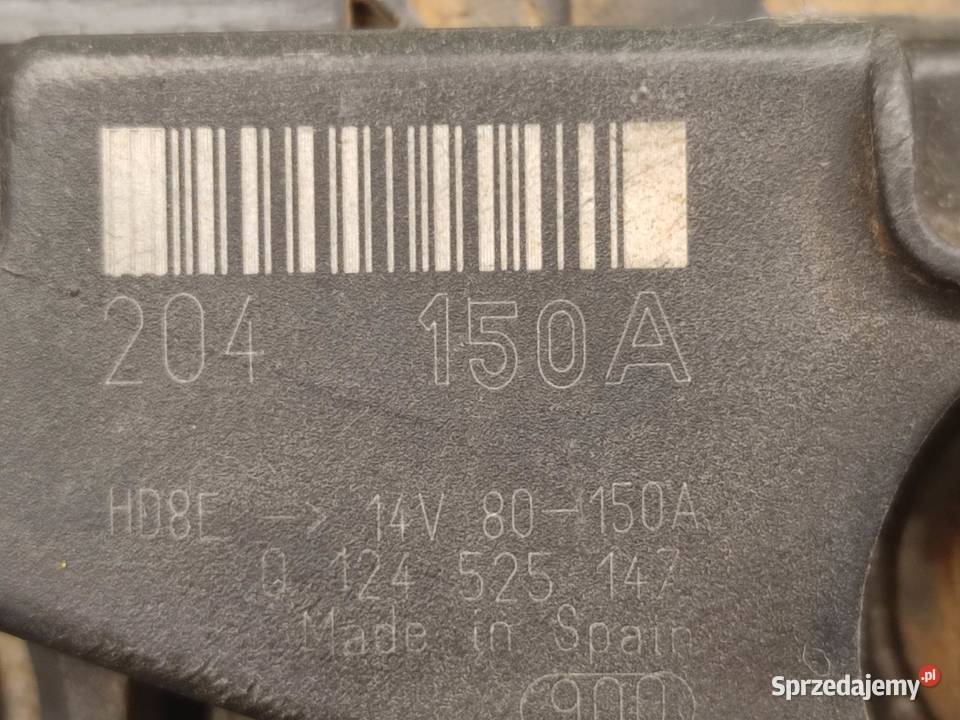 204 150A
HD8E -> 14V 80-150A
0 124 525 147
Made in Spain
Sprzedajemy.pl